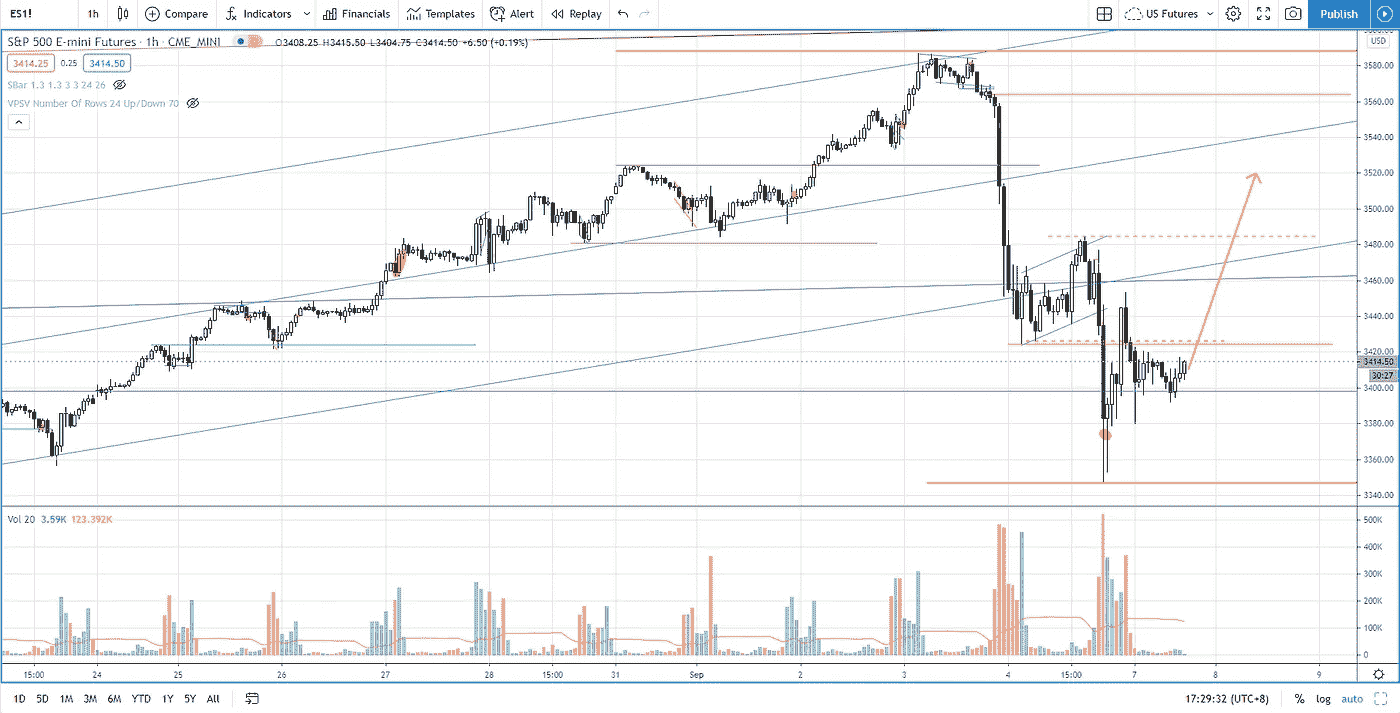 ES1! 1h Compare Indicators Financials Templates Alert Replay US Futures Publish
S&P 500 E-mini Futures · 1h · CME_MINI O3408.25 H3415.50 L3404.75 C3414.50 +6.50 (+0.19%)
USD
3414.25 0.25 3414.50
SBar 1.3 1.3 3 3 24 26
VPSV Number Of Rows 24 Up/Down 70
3580.00
3560.00
3540.00
3520.00
3500.00
3480.00
3460.00
3440.00
3420.00
3414.50
30:27
3400.00
3380.00
3360.00
3340.00
Vol 20 3.59K 123.392K
500K
400K
300K
200K
100K
0
15:00 24 25 26 27 28 15:00 31 Sep 2 3 4 15:00 7 8 9
1D 5D 1M 3M 6M YTD 1Y 5Y All 17:29:32 (UTC+8) % log auto